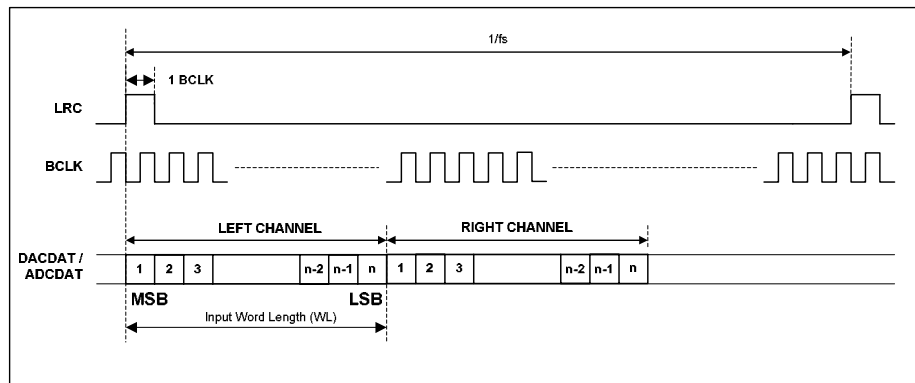 1/fs
1 BCLK
LRC
BCLK
LEFT CHANNEL
RIGHT CHANNEL
DACDAT /
ADCDAT
1 2 3 n-2 n-1 n 1 2 3 n-2 n-1 n
MSB
LSB
Input Word Length (WL)